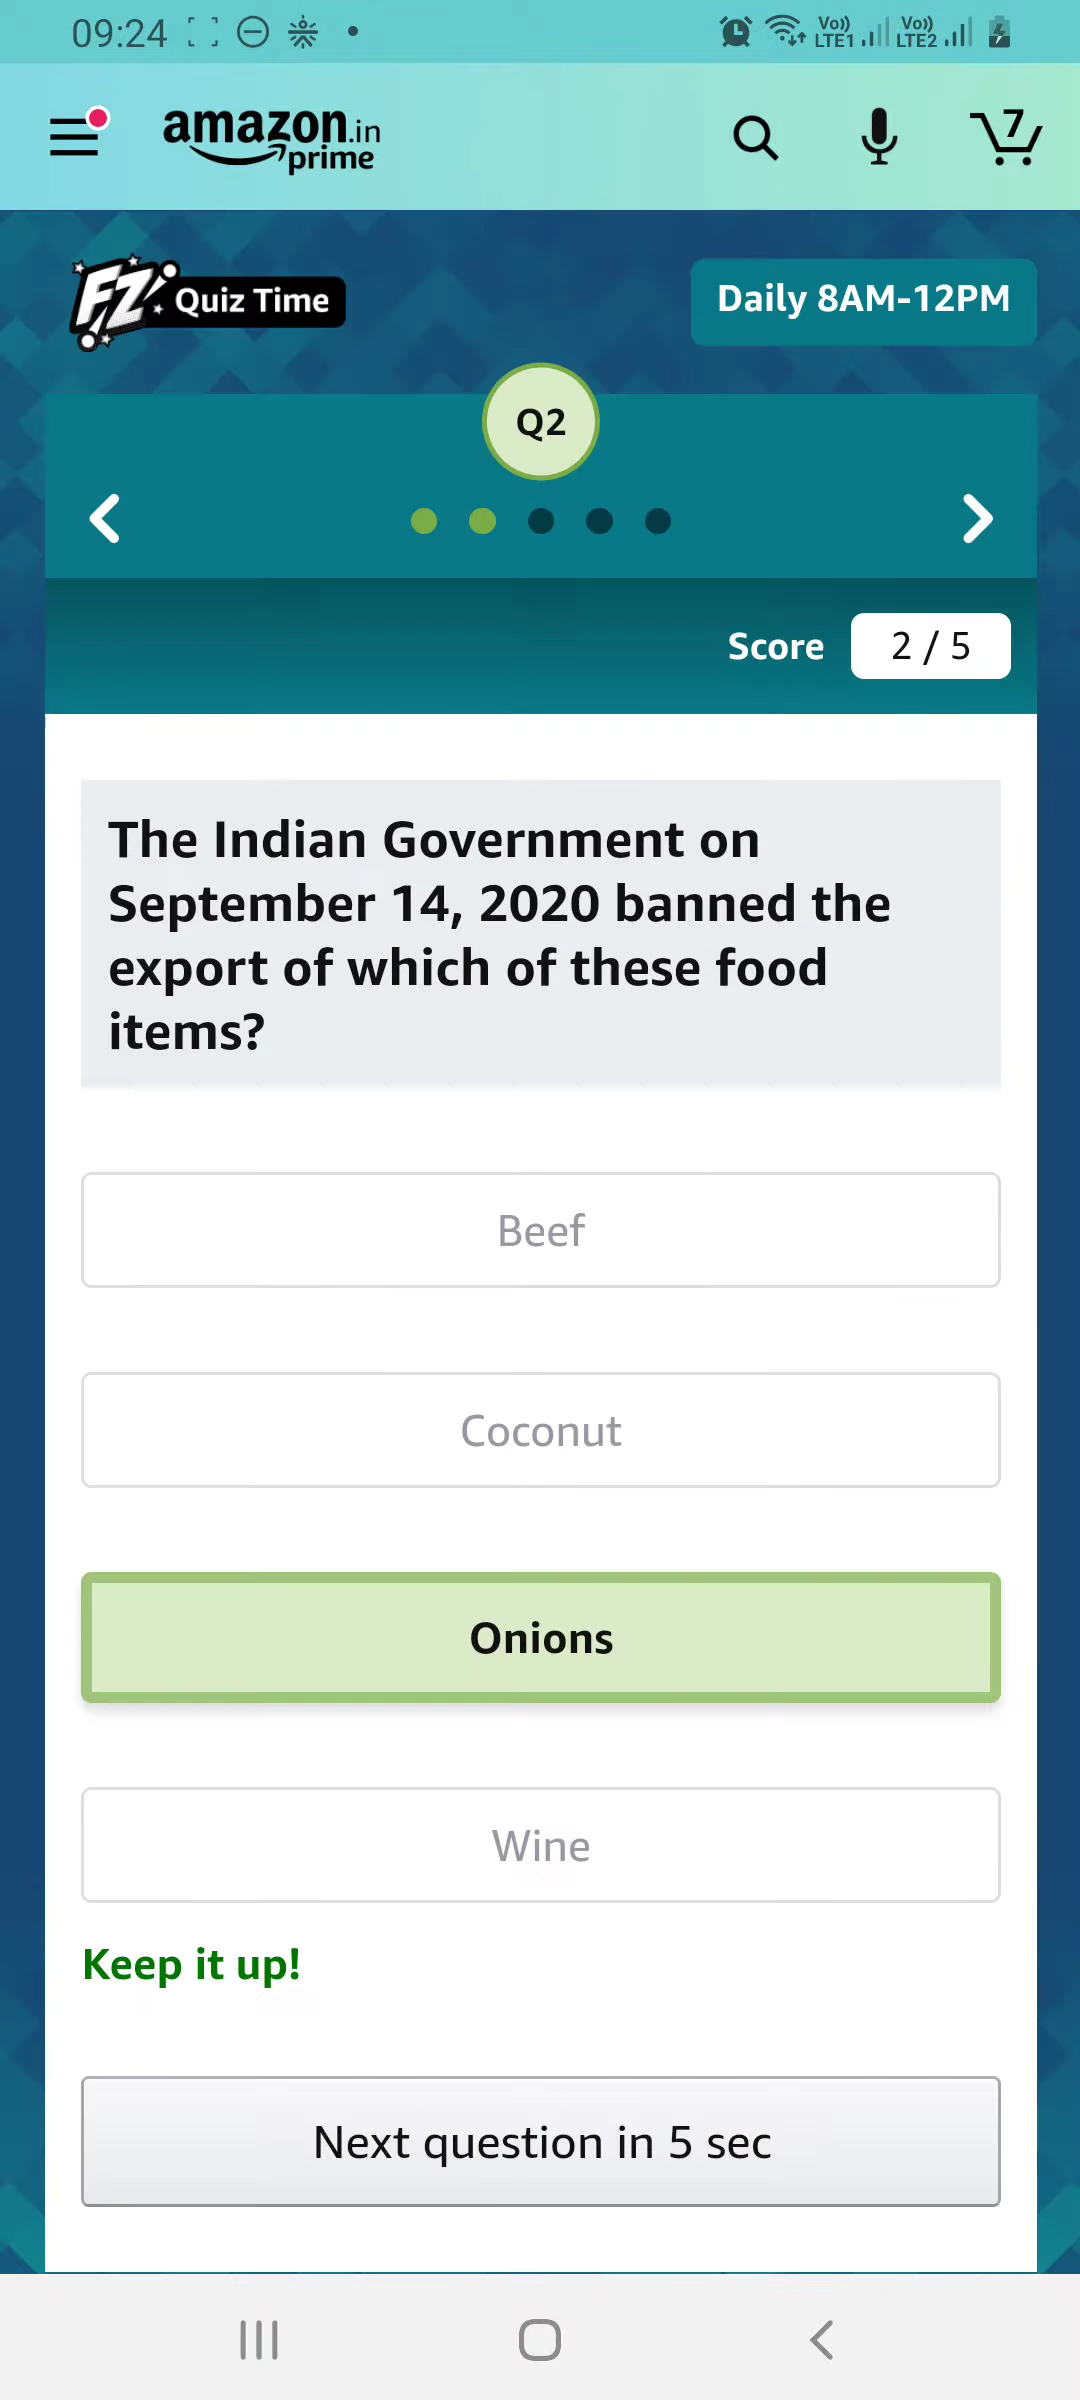 09:24
Vo)) LTE1 Vo)) LTE2
amazon.in
prime
7
FZ Quiz Time
Daily 8AM-12PM
Q2
Score 2 / 5
The Indian Government on
September 14, 2020 banned the
export of which of these food
items?
Beef
Coconut
Onions
Wine
Keep it up!
Next question in 5 sec